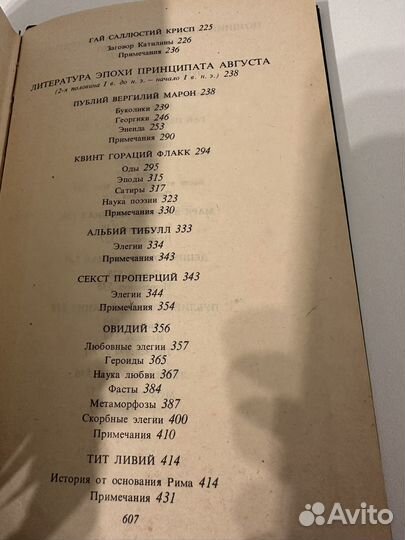 ГАЙ САЛЛЮСТИЙ КРИСП 225
Заговор Катилины 226
Примечания 236
ЛИТЕРАТУРА ЭПОХИ ПРИНЦИПАТА АВГУСТА
(2-я половина I в. до н. э. — начало I в. н. э.) 238
ПУБЛИЙ ВЕРГИЛИЙ МАРОН 238
Буколики 239
Георгики 246
Энеида 253
Примечания 290
КВИНТ ГОРАЦИЙ ФЛАКК 294
Оды 295
Эподы 315
Сатиры 317
Наука поэзии 323
Примечания 330
АЛЬБИЙ ТИБУЛЛ 333
Элегии 334
Примечания 343
СЕКСТ ПРОПЕРЦИЙ 343
Элегии 344
Примечания 354
ОВИДИЙ 356
Любовные элегии 357
Героиды 365
Наука любви 367
Фасты 384
Метаморфозы 387
Скорбные элегии 400
Примечания 410
ТИТ ЛИВИЙ 414
История от основания Рима 414
Примечания 431
607
Avito